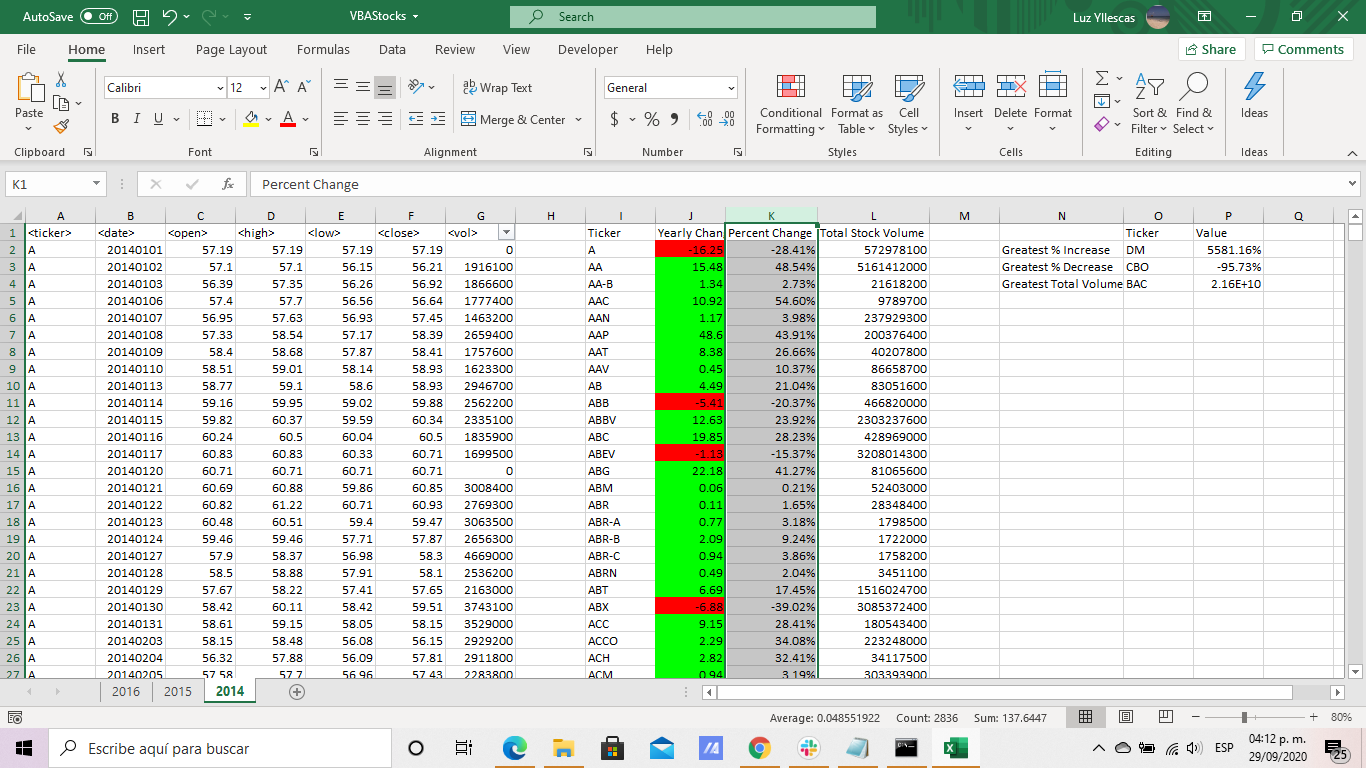 AutoSave Off VBAStocks Search Luz Yllescas
File Home Insert Page Layout Formulas Data Review View Developer Help Share Comments
Paste Calibri 12 A A ab Wrap Text General Conditional Formatting Format as Table Cell Styles Insert Delete Format Sort & Filter Find & Select Ideas
B I U A Merge & Center $ % 9
Clipboard Font Alignment Number Styles Cells Editing Ideas
K1 fx Percent Change
A B C D E F G H I J K L M N O P Q
1 <ticker> <date> <open> <high> <low> <close> <vol> Ticker Yearly Chan Percent Change Total Stock Volume Ticker Value
2 A 20140101 57.19 57.19 57.19 57.19 0 A -16.25 -28.41% 572978100 Greatest % Increase DM 5581.16%
3 A 20140102 57.1 57.1 56.15 56.21 1916100 AA 15.48 48.54% 5161412000 Greatest % Decrease CBO -95.73%
4 A 20140103 56.39 57.35 56.26 56.92 1866600 AA-B 1.34 2.73% 21618200 Greatest Total Volume BAC 2.16E+10
5 A 20140106 57.4 57.7 56.56 56.64 1777400 AAC 10.92 54.60% 9789700
6 A 20140107 56.95 57.63 56.93 57.45 1463200 AAN 1.17 3.98% 237929300
7 A 20140108 57.33 58.54 57.17 58.39 2659400 AAP 48.6 43.91% 200376400
8 A 20140109 58.4 58.68 57.87 58.41 1757600 AAT 8.38 26.66% 40207800
9 A 20140110 58.51 59.01 58.14 58.93 1623300 AAV 0.45 10.37% 86658700
10 A 20140113 58.77 59.1 58.6 58.93 2946700 AB 4.49 21.04% 83051600
11 A 20140114 59.16 59.95 59.02 59.88 2562200 ABB -5.41 -20.37% 466820000
12 A 20140115 59.82 60.37 59.59 60.34 2335100 ABBV 12.63 23.92% 2303237600
13 A 20140116 60.24 60.5 60.04 60.5 1835900 ABC 19.85 28.23% 428969000
14 A 20140117 60.83 60.83 60.33 60.71 1699500 ABEV -1.13 -15.37% 3208014300
15 A 20140120 60.71 60.71 60.71 60.71 0 ABG 22.18 41.27% 81065600
16 A 20140121 60.69 60.88 59.86 60.85 3008400 ABM 0.06 0.21% 52403000
17 A 20140122 60.82 61.22 60.71 60.93 2769300 ABR 0.11 1.65% 28348400
18 A 20140123 60.48 60.51 59.4 59.47 3063500 ABR-A 0.77 3.18% 1798500
19 A 20140124 59.46 59.46 57.71 57.87 2656300 ABR-B 2.09 9.24% 1722000
20 A 20140127 57.9 58.37 56.98 58.3 4669000 ABR-C 0.94 3.86% 1758200
21 A 20140128 58.5 58.88 57.91 58.1 2536200 ABRN 0.49 2.04% 3451100
22 A 20140129 57.67 58.22 57.41 57.65 2163000 ABT 6.69 17.45% 1516024700
23 A 20140130 58.42 60.11 58.42 59.51 3743100 ABX -6.88 -39.02% 3085372400
24 A 20140131 58.61 59.15 58.05 58.15 3529000 ACC 9.15 28.41% 180543400
25 A 20140203 58.15 58.48 56.08 56.15 2929200 ACCO 2.29 34.08% 223248000
26 A 20140204 56.32 57.88 56.09 57.81 2911800 ACH 2.82 32.41% 34117500
27 A 20140205 57.58 57.7 56.96 57.43 2283800 ACM 0.94 3.19% 303393900
2016 2015 2014
Average: 0.048551922 Count: 2836 Sum: 137.6447 80%
Escribe aquí para buscar ESP 04:12 p. m.
29/09/2020 25